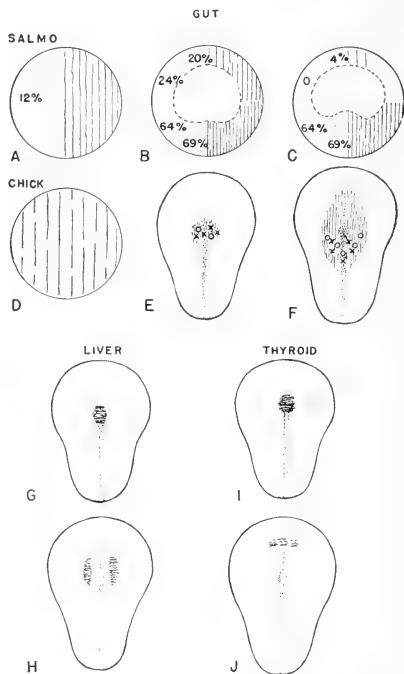 GUT
SALMO
12%
A
20%
24%
64%
69%
B
4%
0
64%
69%
C
CHICK
D
E
F
LIVER
THYROID
G
I
H
J